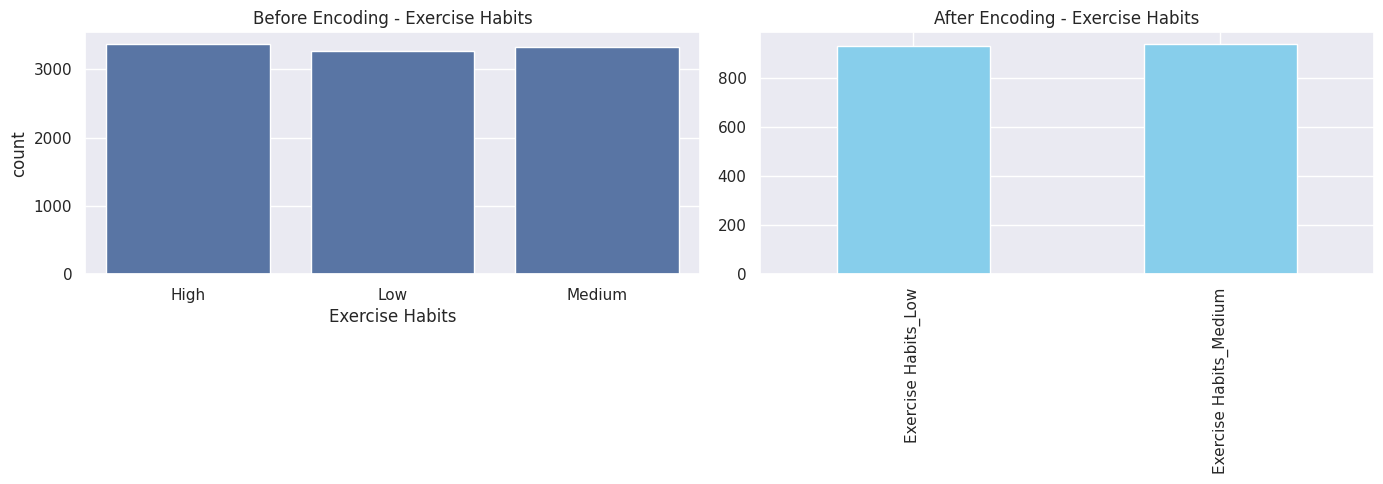 Before Encoding - Exercise Habits
count
3000
2000
1000
0
High
Low
Medium
Exercise Habits
After Encoding - Exercise Habits
800
600
400
200
0
Exercise Habits_Low
Exercise Habits_Medium